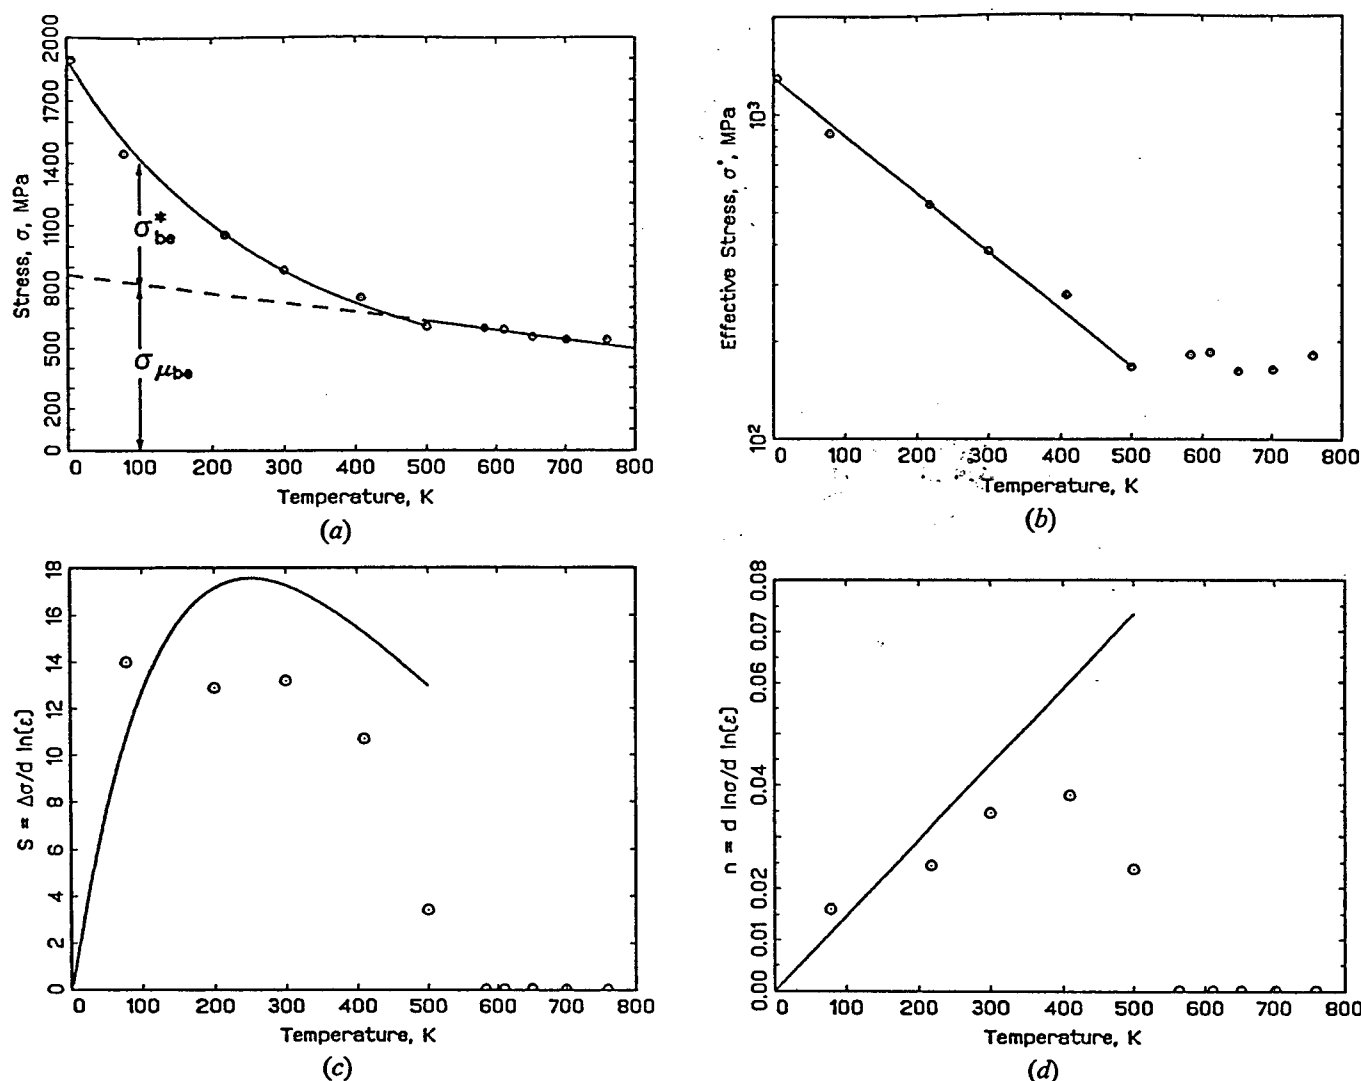 2000
1700
1400
1100
800
500
200
0
Stress, σ, MPa
σ*be
σμbe
0 100 200 300 400 500 600 700 800
Temperature, K
(a)
10³
10²
Effective Stress, σ*, MPa
0 100 200 300 400 500 600 700 800
Temperature, K
(b)
18
16
14
12
10
8
6
4
2
0
S = Δσ/d ln(ε)
0 100 200 300 400 500 600 700 800
Temperature, K
(c)
0.08
0.07
0.06
0.04
0.02
0.01
0.00
n = d lnσ/d ln(ε)
0 100 200 300 400 500 600 700 800
Temperature, K
(d)